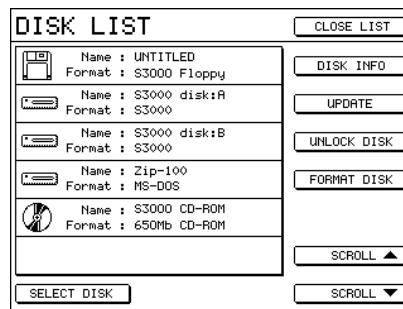 DISK LIST
CLOSE LIST
Name : UNTITLED
Format : S3000 Floppy
DISK INFO
Name : S3000 disk:A
Format : S3000
UPDATE
Name : S3000 disk:B
Format : S3000
UNLOCK DISK
Name : Zip-100
Format : MS-DOS
FORMAT DISK
Name : S3000 CD-ROM
Format : 650Mb CD-ROM
SCROLL ▲
SELECT DISK
SCROLL ▼